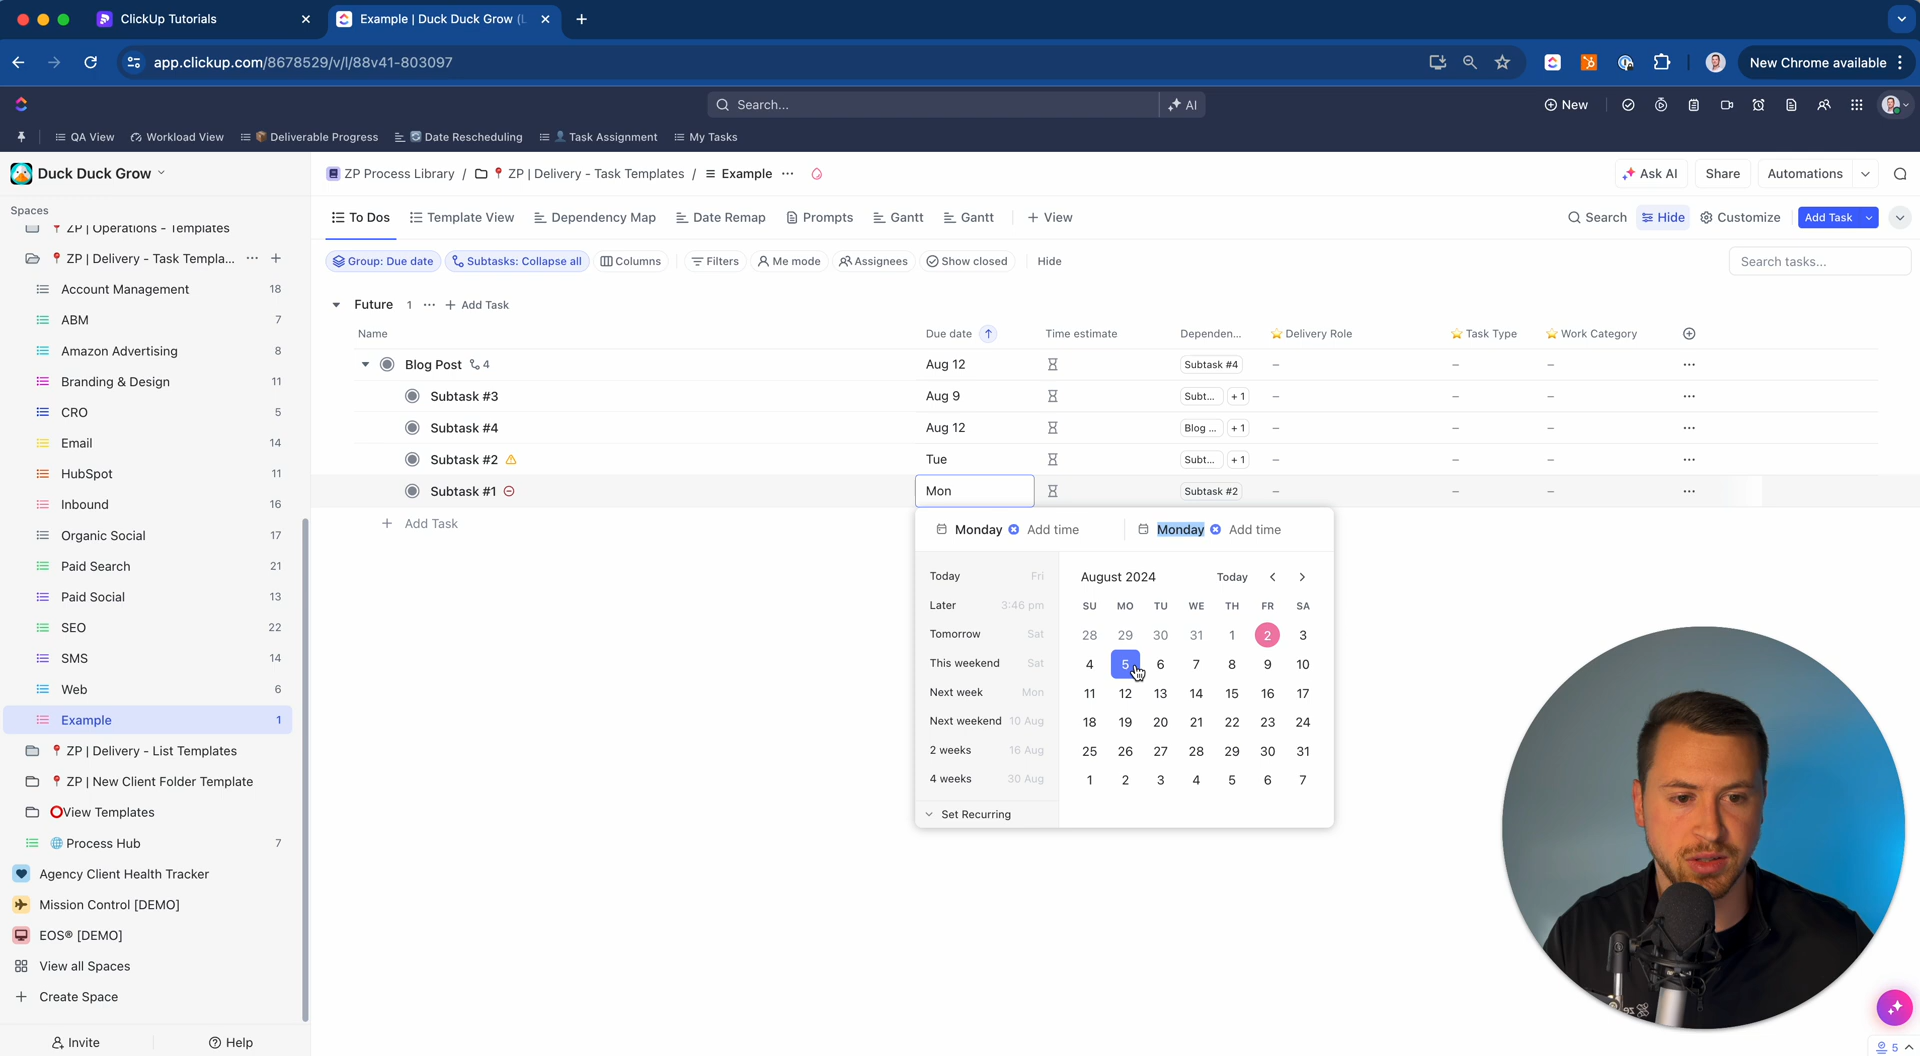 ClickUp Tutorials
Example | Duck Duck Grow (L
app.clickup.com/8678529/v/l/88v41-803097
New Chrome available
Search...
AI
New
QA View
Workload View
Deliverable Progress
Date Rescheduling
Task Assignment
My Tasks
Duck Duck Grow
ZP Process Library / ZP | Delivery - Task Templates / Example
Ask AI
Share
Automations
Spaces
To Dos
Template View
Dependency Map
Date Remap
Prompts
Gantt
Gantt
+ View
Search
Hide
Customize
Add Task
ZP | Operations - Templates
ZP | Delivery - Task Templa...
Account Management 18
ABM 7
Amazon Advertising 8
Branding & Design 11
CRO 5
Email 14
HubSpot 11
Inbound 16
Organic Social 17
Paid Search 21
Paid Social 13
SEO 22
SMS 14
Web 6
Example 1
ZP | Delivery - List Templates
ZP | New Client Folder Template
View Templates
Process Hub 7
Agency Client Health Tracker
Mission Control [DEMO]
EOS® [DEMO]
View all Spaces
Create Space
Invite
Help
Group: Due date
Subtasks: Collapse all
Columns
Filters
Me mode
Assignees
Show closed
Hide
Search tasks...
Future 1 ... + Add Task
Name Due date Time estimate Dependen... Delivery Role Task Type Work Category
Blog Post 4 Aug 12 Subtask #4 – – –
Subtask #3 Aug 9 Subt... + 1 – – –
Subtask #4 Aug 12 Blog ... + 1 – – –
Subtask #2 Tue Subt... + 1 – – –
Subtask #1 Mon Subtask #2 – – –
+ Add Task
Monday Add time
Monday Add time
Today Fri
Later 3:46 pm
Tomorrow Sat
This weekend Sat
Next week Mon
Next weekend 10 Aug
2 weeks 16 Aug
4 weeks 30 Aug
Set Recurring
August 2024 Today
SU MO TU WE TH FR SA
28 29 30 31 1 2 3
4 5 6 7 8 9 10
11 12 13 14 15 16 17
18 19 20 21 22 23 24
25 26 27 28 29 30 31
1 2 3 4 5 6 7
5